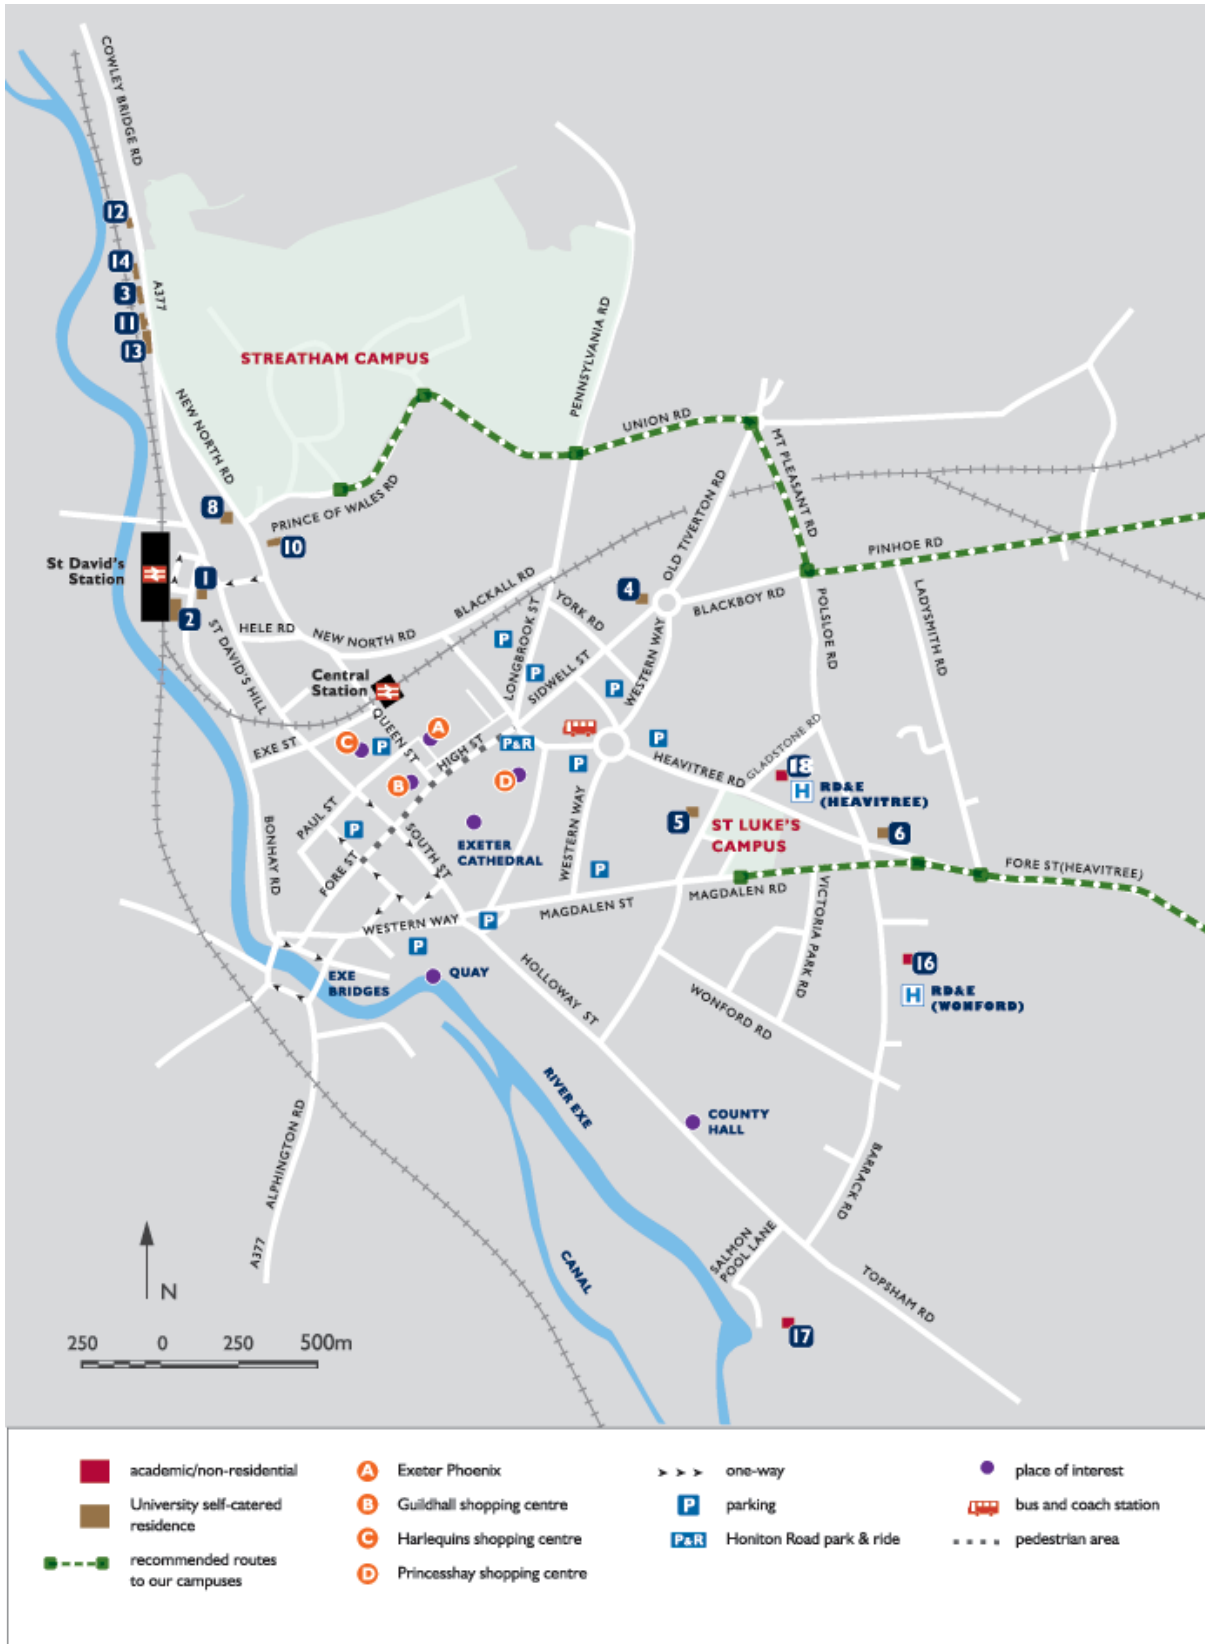 COWLEY BRIDGE RD
12
14
3
11
13
A377
STREATHAM CAMPUS
PENNSYLVANIA RD
UNION RD
NEW NORTH RD
MT PLEASANT RD
OLD TIVERTON RD
PRINCE OF WALES RD
8
10
PINHOE RD
St David's
Station
1
2
BLACKALL RD
YORK RD
4
BLACKBOY RD
LADYSMITH RD
POLSLOE RD
HELE RD
NEW NORTH RD
ST DAVID'S HILL
LONGBROOK ST
P
P
P
SIDWELL ST
WESTERN WAY
Central
Station
QUEEN ST
A
C
P
EXE ST
HIGH ST
P&R
P
P
HEAVITREE RD
GLADSTONE RD
18
H
RD&E
(HEAVITREE)
B
D
PAUL ST
P
SOUTH ST
EXETER
CATHEDRAL
WESTERN WAY
5
ST LUKE'S
CAMPUS
6
BONHAY RD
FORE ST
P
FORE ST(HEAVITREE)
MAGDALEN RD
MAGDALEN ST
VICTORIA PARK RD
WESTERN WAY
P
P
QUAY
EXE
BRIDGES
HOLLOWAY ST
WONFORD RD
16
H
RD&E
(WONFORD)
RIVER EXE
COUNTY
HALL
ALPHINGTON RD
BARRACK RD
A377
SALMON
POOL LANE
CANAL
TOPSHAM RD
N
17
250
0
250
500m
academic/non-residential
University self-catered
residence
recommended routes
to our campuses
A
Exeter Phoenix
B
Guildhall shopping centre
C
Harlequins shopping centre
D
Princesshay shopping centre
one-way
P
parking
P&R
Honiton Road park & ride
place of interest
bus and coach station
pedestrian area